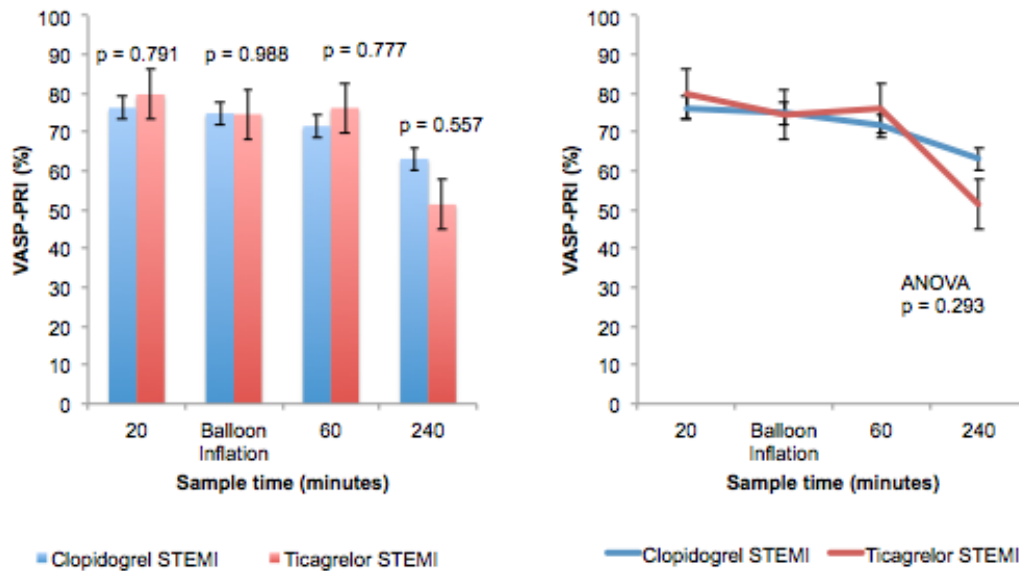 100
90
80
70
60
50
40
30
20
10
0
VASP-PRI (%)
p = 0.791
p = 0.988
p = 0.777
p = 0.557
20
Balloon
Inflation
60
240
Sample time (minutes)
Clopidogrel STEMI
Ticagrelor STEMI
100
90
80
70
60
50
40
30
20
10
0
VASP-PRI (%)
ANOVA
p = 0.293
20
Balloon
Inflation
60
240
Sample time (minutes)
Clopidogrel STEMI
Ticagrelor STEMI